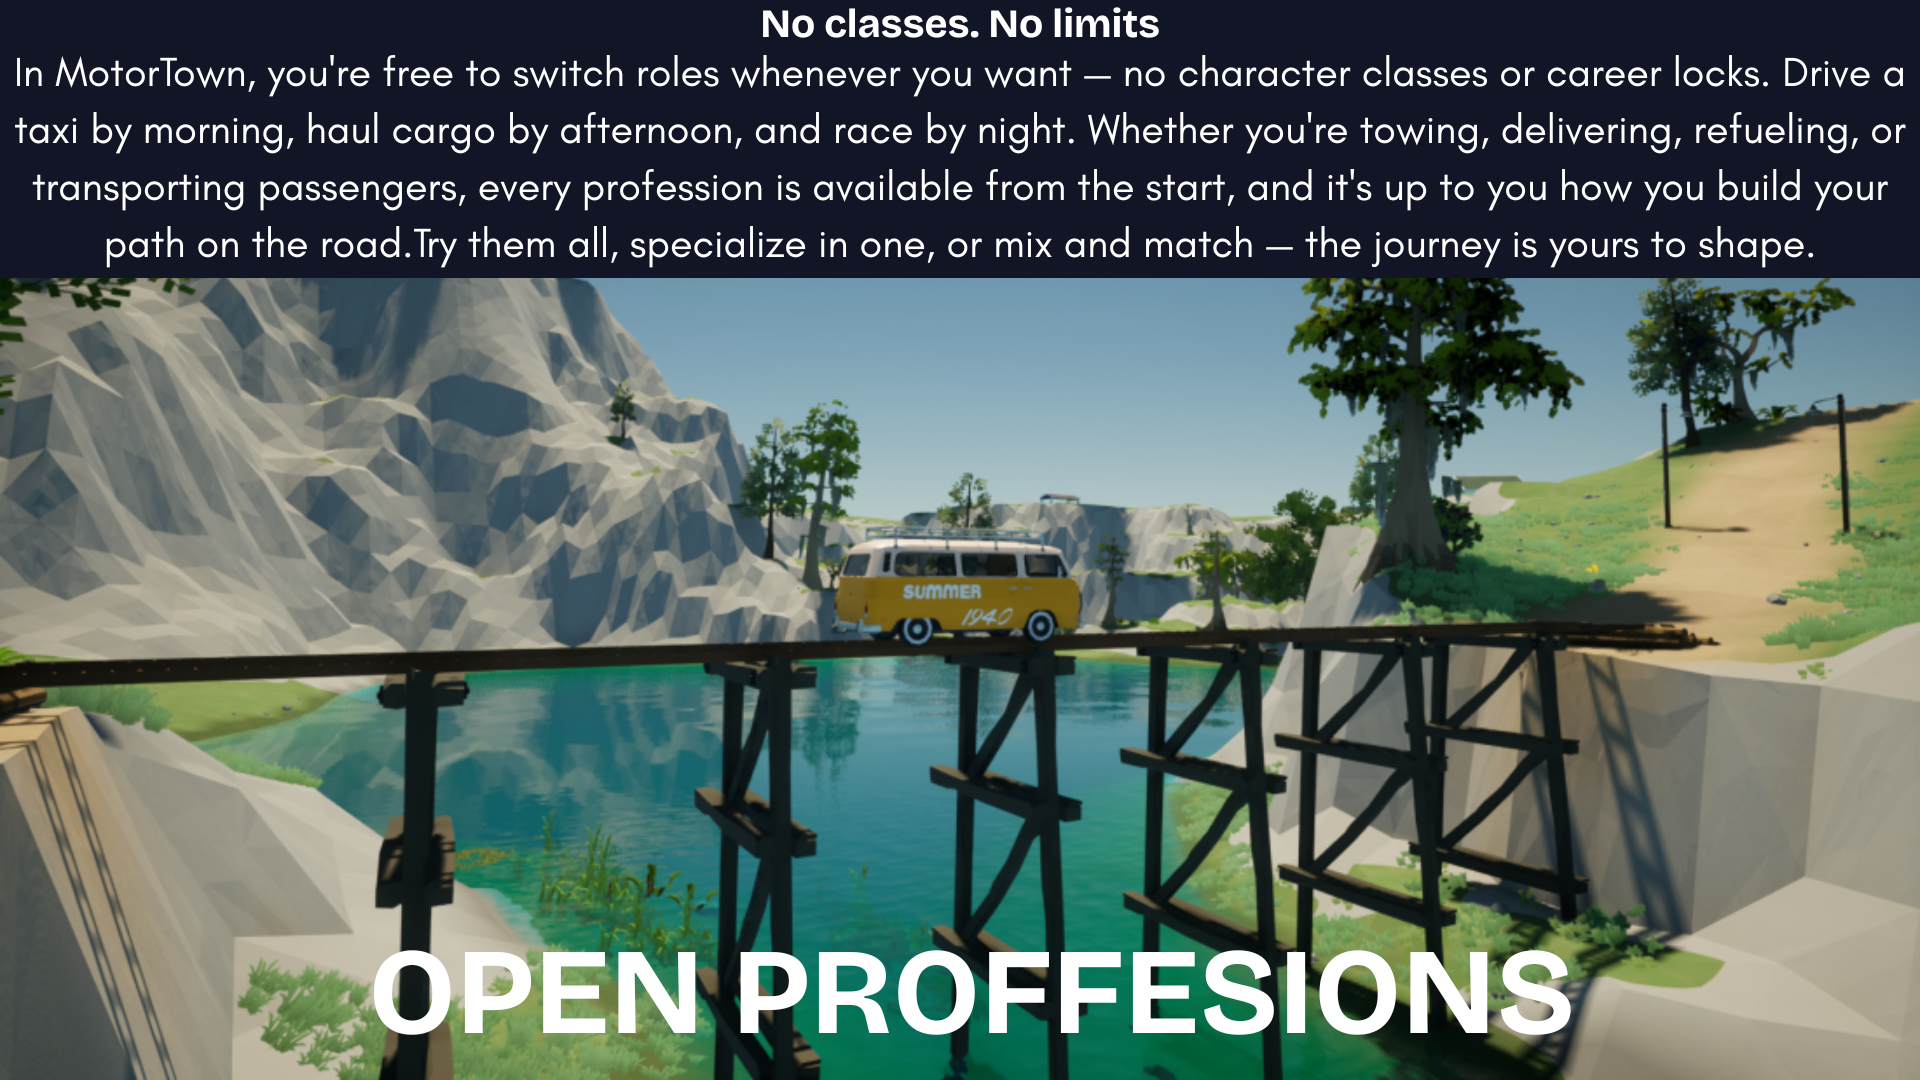 No classes. No limits
In MotorTown, you're free to switch roles whenever you want — no character classes or career locks. Drive a
taxi by morning, haul cargo by afternoon, and race by night. Whether you're towing, delivering, refueling, or
transporting passengers, every profession is available from the start, and it's up to you how you build your
path on the road.Try them all, specialize in one, or mix and match — the journey is yours to shape.
SUMMER
1940
OPEN PROFFESIONS